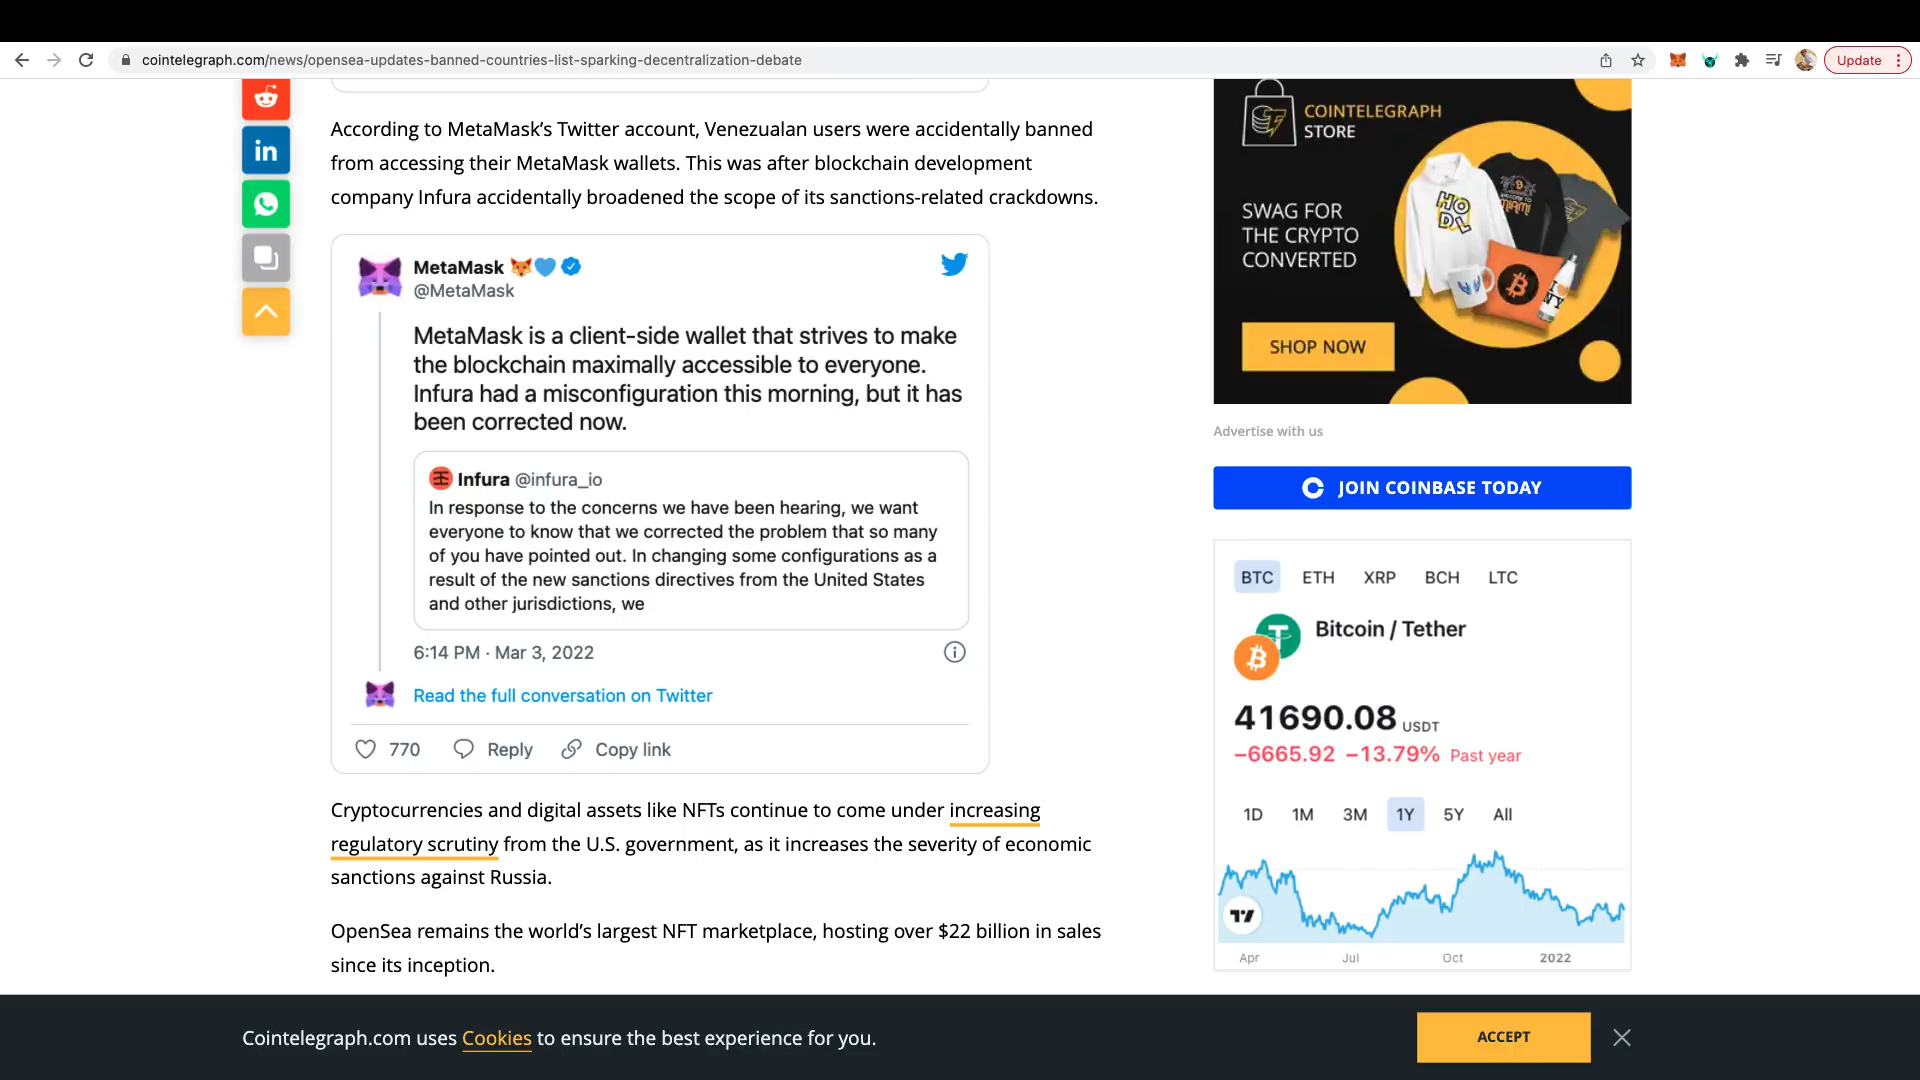 cointelegraph.com/news/opensea-updates-banned-countries-list-sparking-decentralization-debate
Update
According to MetaMask’s Twitter account, Venezualan users were accidentally banned
from accessing their MetaMask wallets. This was after blockchain development
company Infura accidentally broadened the scope of its sanctions-related crackdowns.
MetaMask
@MetaMask
MetaMask is a client-side wallet that strives to make
the blockchain maximally accessible to everyone.
Infura had a misconfiguration this morning, but it has
been corrected now.
Infura @infura_io
In response to the concerns we have been hearing, we want
everyone to know that we corrected the problem that so many
of you have pointed out. In changing some configurations as a
result of the new sanctions directives from the United States
and other jurisdictions, we
6:14 PM · Mar 3, 2022
Read the full conversation on Twitter
770 Reply Copy link
Cryptocurrencies and digital assets like NFTs continue to come under increasing
regulatory scrutiny from the U.S. government, as it increases the severity of economic
sanctions against Russia.
OpenSea remains the world’s largest NFT marketplace, hosting over $22 billion in sales
since its inception.
COINTELEGRAPH
STORE
SWAG FOR
THE CRYPTO
CONVERTED
HO
DL
SHOP NOW
Advertise with us
JOIN COINBASE TODAY
BTC ETH XRP BCH LTC
Bitcoin / Tether
41690.08 USDT
−6665.92 −13.79% Past year
1D 1M 3M 1Y 5Y All
Apr Jul Oct 2022
Cointelegraph.com uses Cookies to ensure the best experience for you.
ACCEPT